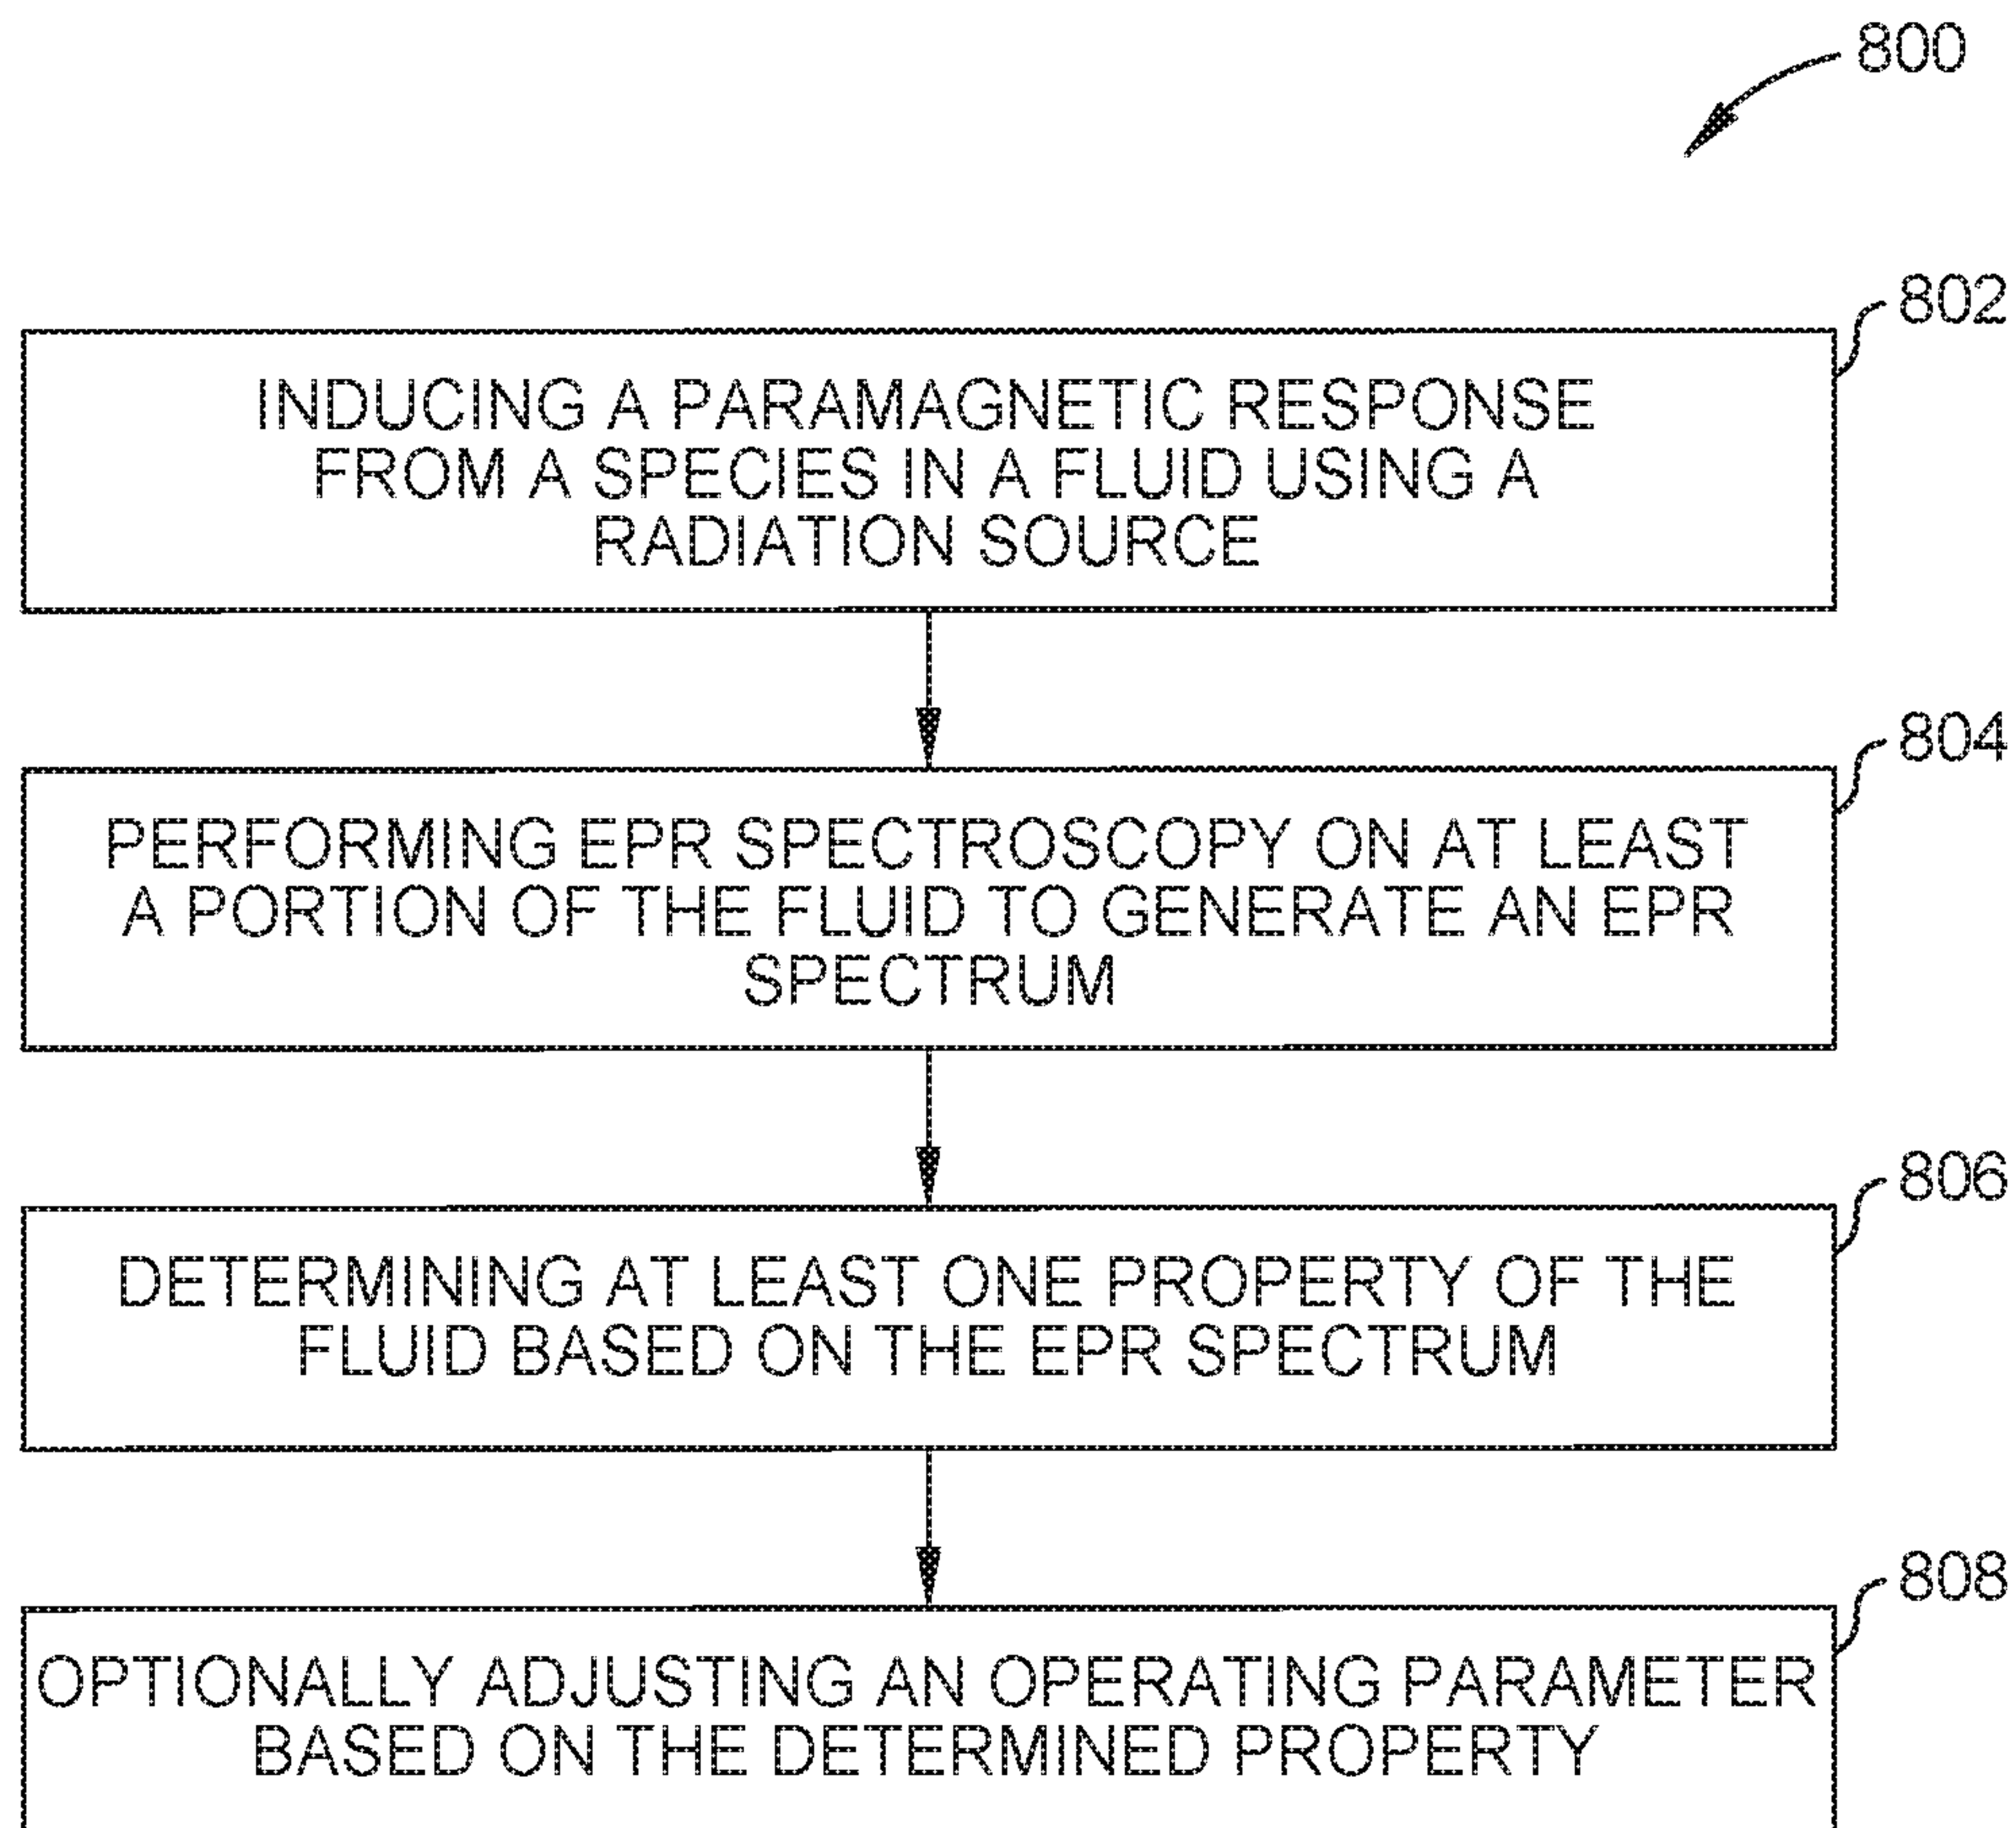 800
802
INDUCING A PARAMAGNETIC RESPONSE
FROM A SPECIES IN A FLUID USING A
RADIATION SOURCE
804
PERFORMING EPR SPECTROSCOPY ON AT LEAST
A PORTION OF THE FLUID TO GENERATE AN EPR
SPECTRUM
806
DETERMINING AT LEAST ONE PROPERTY OF THE
FLUID BASED ON THE EPR SPECTRUM
808
OPTIONALLY ADJUSTING AN OPERATING PARAMETER
BASED ON THE DETERMINED PROPERTY